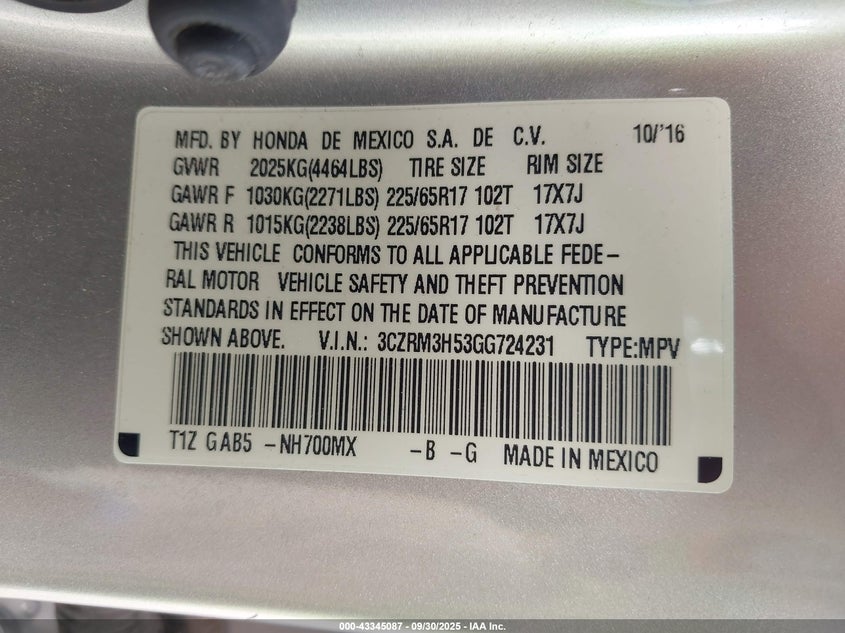 MFD. BY HONDA DE MEXICO S.A. DE C.V. 10/'16
GVWR 2025KG(4464LBS) TIRE SIZE RIM SIZE
GAWR F 1030KG(2271LBS) 225/65R17 102T 17X7J
GAWR R 1015KG(2238LBS) 225/65R17 102T 17X7J
THIS VEHICLE CONFORMS TO ALL APPLICABLE FEDE-
RAL MOTOR VEHICLE SAFETY AND THEFT PREVENTION
STANDARDS IN EFFECT ON THE DATE OF MANUFACTURE
SHOWN ABOVE. V.I.N.: 3CZRM3H53GG724231 TYPE:MPV
T1Z GAB5 -NH700MX -B -G MADE IN MEXICO
000-43345087 - 09/30/2025 - IAA Inc.